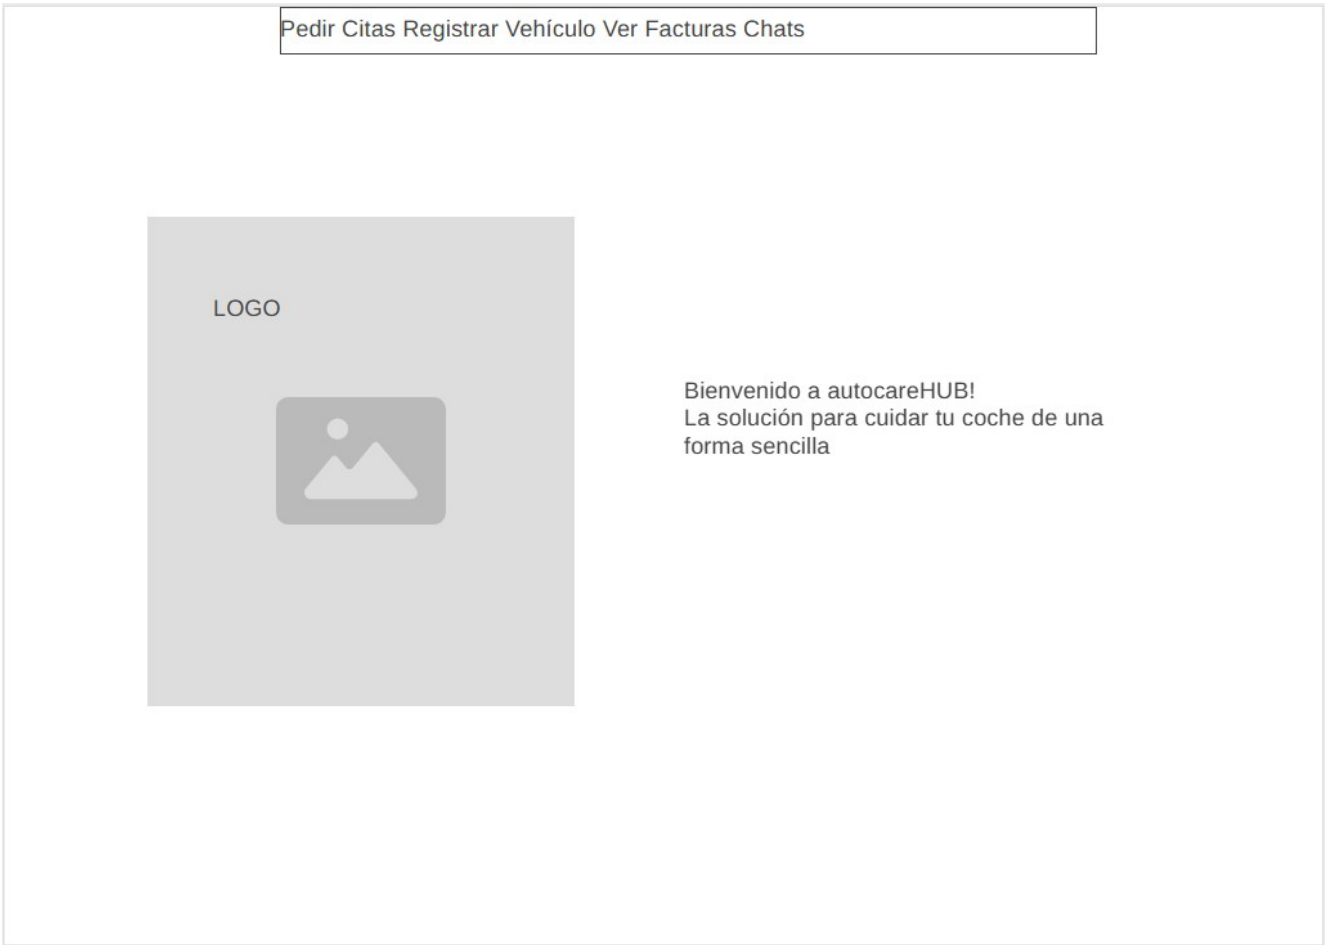 Pedir Citas Registrar Vehículo Ver Facturas Chats
LOGO
Bienvenido a autocareHUB!
La solución para cuidar tu coche de una
forma sencilla